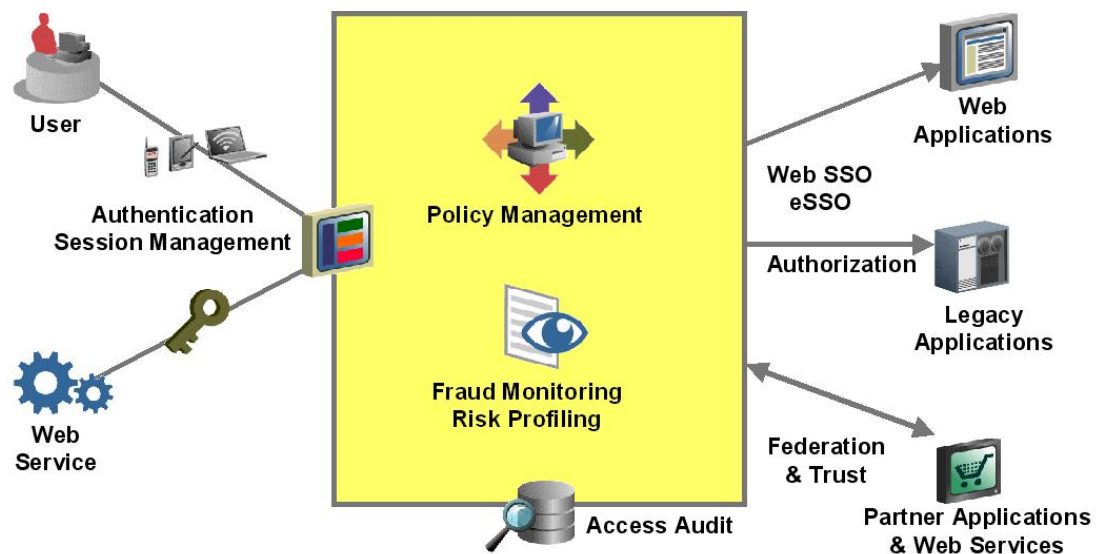 User
Authentication
Session Management
Web
Service
Policy Management
Fraud Monitoring
Risk Profiling
Access Audit
Web SSO
eSSO
Authorization
Federation
& Trust
Web
Applications
Legacy
Applications
Partner Applications
& Web Services